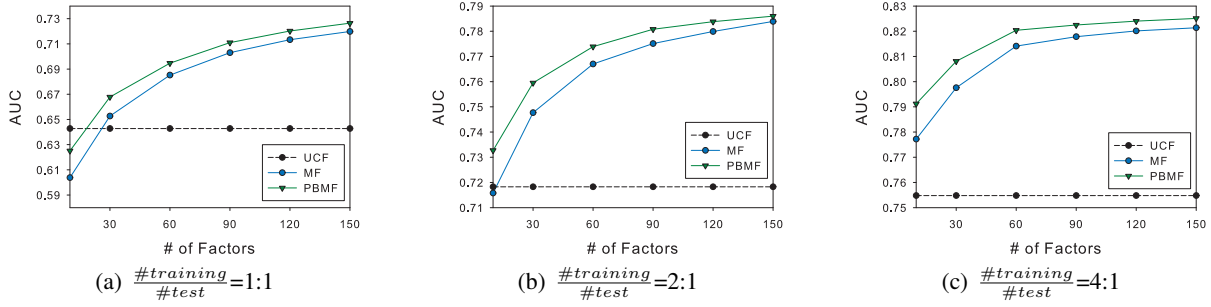 0.73
0.71
0.69
0.67
0.65
0.63
0.61
0.59
AUC
UCF
MF
PBMF
30 60 90 120 150
# of Factors
(a) #training/#test=1:1
0.79
0.78
0.77
0.76
0.75
0.74
0.73
0.72
0.71
AUC
UCF
MF
PBMF
30 60 90 120 150
# of Factors
(b) #training/#test=2:1
0.83
0.82
0.81
0.80
0.79
0.78
0.77
0.76
0.75
AUC
UCF
MF
PBMF
30 60 90 120 150
# of Factors
(c) #training/#test=4:1